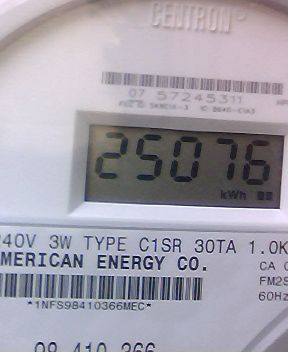 CENTRON®
07 57245311
25076
kWh
240V 3W TYPE C1SR 30TA 1.0K
MERICAN ENERGY CO.
CA
FM2S
60Hz
*1NFS98410366MEC*
98 410 366